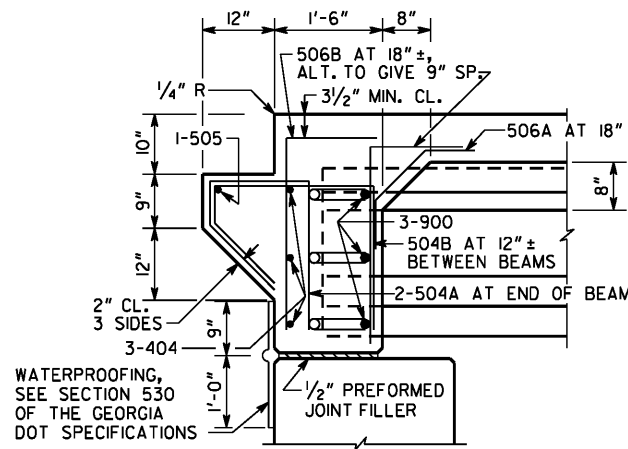 12"
1'-6"
8"
506B AT 18" ±,
ALT. TO GIVE 9" SP.
1/4" R
3 1/2" MIN. CL.
1-505
506A AT 18"
10"
9"
12"
8"
3-900
504B AT 12" ±
BETWEEN BEAMS
2" CL.
3 SIDES
2-504A AT END OF BEAM
9"
3-404
WATERPROOFING,
SEE SECTION 530
OF THE GEORGIA
DOT SPECIFICATIONS
1'-0"
1/2" PREFORMED
JOINT FILLER